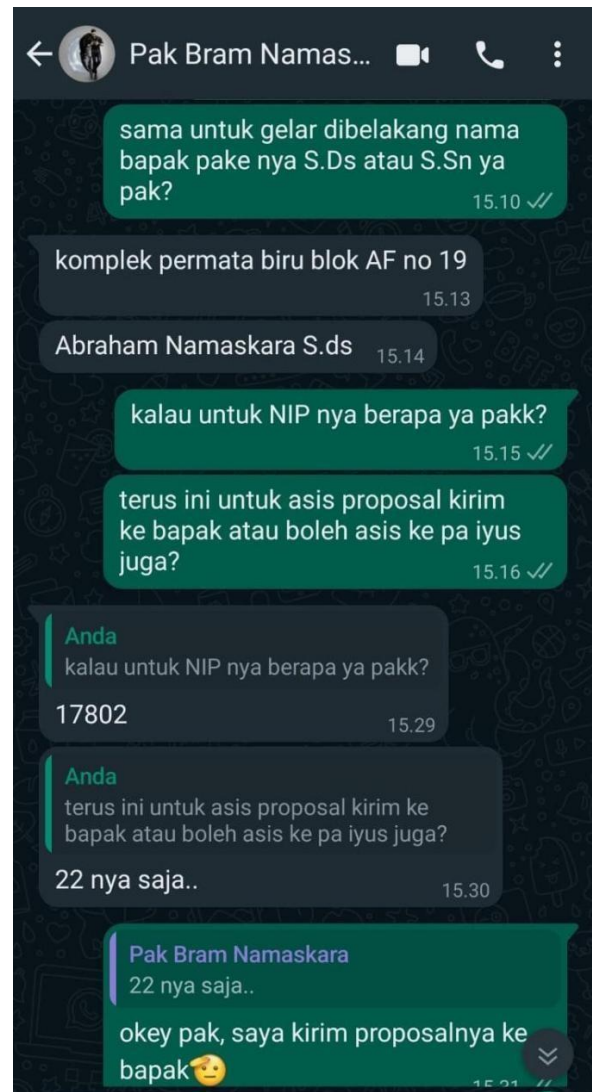 Pak Bram Namas...
sama untuk gelar dibelakang nama
bapak pake nya S.Ds atau S.Sn ya
pak?
15.10
komplek permata biru blok AF no 19
15.13
Abraham Namaskara S.ds 15.14
kalau untuk NIP nya berapa ya pakk?
15.15
terus ini untuk asis proposal kirim
ke bapak atau boleh asis ke pa iyus
juga?
15.16
Anda
kalau untuk NIP nya berapa ya pakk?
17802
15.29
Anda
terus ini untuk asis proposal kirim ke
bapak atau boleh asis ke pa iyus juga?
22 nya saja..
15.30
Pak Bram Namaskara
22 nya saja..
okey pak, saya kirim proposalnya ke
bapak🫡
15.31